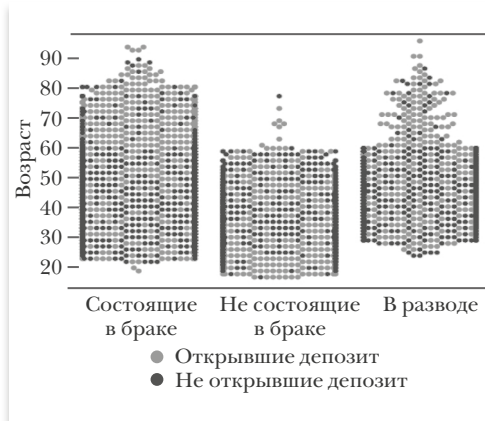 90
80
70
60
50
40
30
20
Возраст
Состоящие Не состоящие В разводе
в браке в браке
Открывшие депозит
Не открывшие депозит